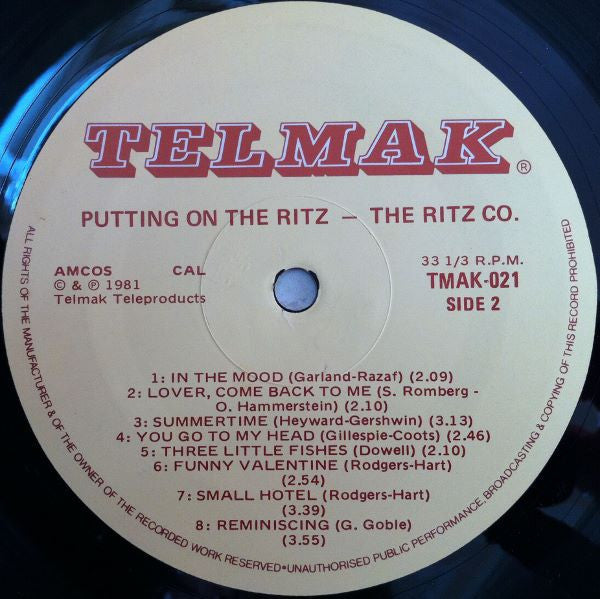 TELMAK®
PUTTING ON THE RITZ — THE RITZ CO.
AMCOS CAL
© & ℗ 1981
Telmak Teleproducts
33 1/3 R.P.M.
TMAK-021
SIDE 2
1: IN THE MOOD (Garland-Razaf) (2.09)
2: LOVER, COME BACK TO ME (S. Romberg -
O. Hammerstein) (2.10)
3: SUMMERTIME (Heyward-Gershwin) (3.13)
4: YOU GO TO MY HEAD (Gillespie-Coots) (2.46)
5: THREE LITTLE FISHES (Dowell) (2.10)
6: FUNNY VALENTINE (Rodgers-Hart)
(2.54)
7: SMALL HOTEL (Rodgers-Hart)
(3.39)
8: REMINISCING (G. Goble)
(3.55)
ALL RIGHTS OF THE MANUFACTURER & OF THE OWNER OF THE RECORDED WORK RESERVED•UNAUTHORISED PUBLIC PERFORMANCE, BROADCASTING & COPYING OF THIS RECORD PROHIBITED